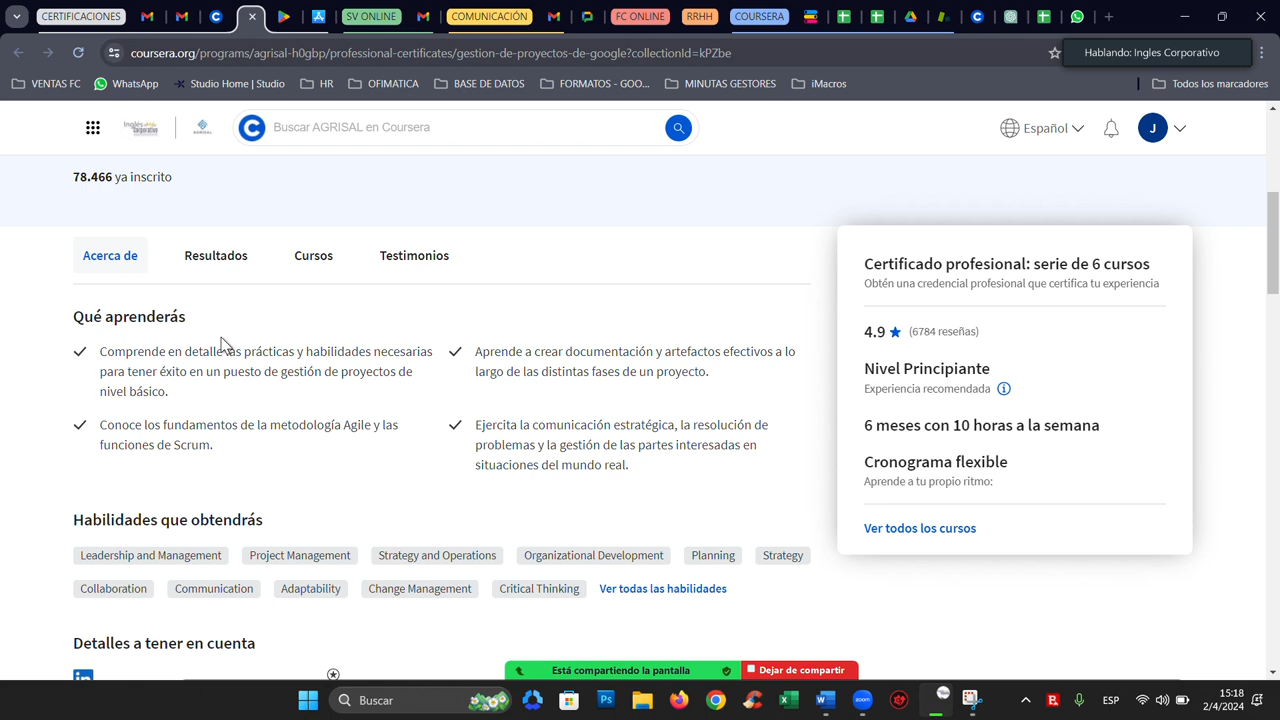 CERTIFICACIONES
SV ONLINE
COMUNICACIÓN
FC ONLINE
RRHH
COURSERA
coursera.org/programs/agrisal-h0gbp/professional-certificates/gestion-de-proyectos-de-google?collectionId=kPZbe
Hablando: Ingles Corporativo
VENTAS FC
WhatsApp
Studio Home | Studio
HR
OFIMATICA
BASE DE DATOS
FORMATOS - GOO...
MINUTAS GESTORES
iMacros
Todos los marcadores
Inglés Corporativo
AGRISAL
Buscar AGRISAL en Coursera
Español
J
78.466 ya inscrito
Acerca de
Resultados
Cursos
Testimonios
Qué aprenderás
Comprende en detalle las prácticas y habilidades necesarias
para tener éxito en un puesto de gestión de proyectos de
nivel básico.
Aprende a crear documentación y artefactos efectivos a lo
largo de las distintas fases de un proyecto.
Conoce los fundamentos de la metodología Agile y las
funciones de Scrum.
Ejercita la comunicación estratégica, la resolución de
problemas y la gestión de las partes interesadas en
situaciones del mundo real.
Habilidades que obtendrás
Leadership and Management
Project Management
Strategy and Operations
Organizational Development
Planning
Strategy
Collaboration
Communication
Adaptability
Change Management
Critical Thinking
Ver todas las habilidades
Detalles a tener en cuenta
Certificado profesional: serie de 6 cursos
Obtén una credencial profesional que certifica tu experiencia
4.9
(6784 reseñas)
Nivel Principiante
Experiencia recomendada
6 meses con 10 horas a la semana
Cronograma flexible
Aprende a tu propio ritmo:
Ver todos los cursos
Está compartiendo la pantalla
Dejar de compartir
Buscar
ESP
15:18
2/4/2024